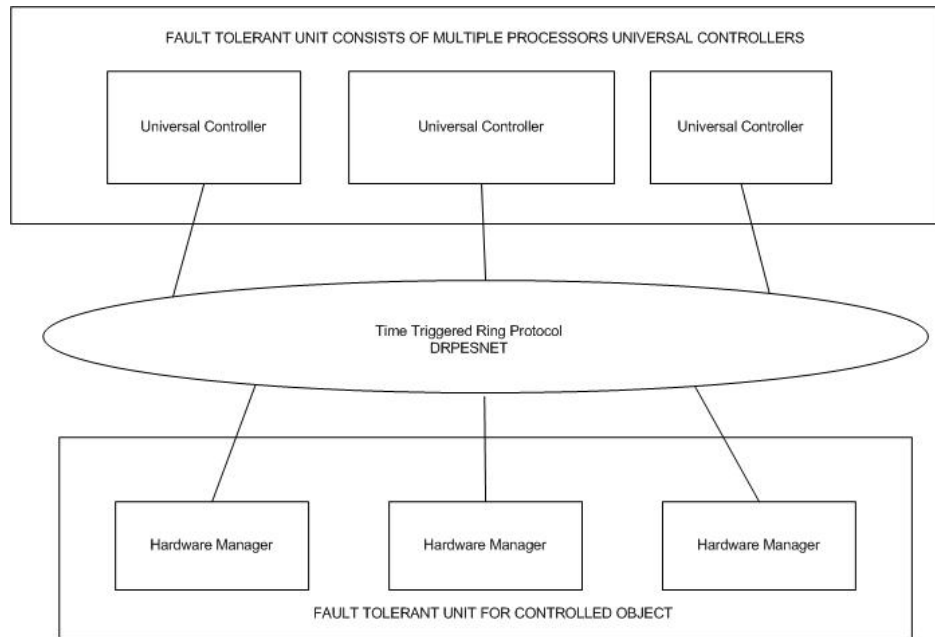 FAULT TOLERANT UNIT CONSISTS OF MULTIPLE PROCESSORS UNIVERSAL CONTROLLERS
Universal Controller
Universal Controller
Universal Controller
Time Triggered Ring Protocol
DRPESNET
Hardware Manager
Hardware Manager
Hardware Manager
FAULT TOLERANT UNIT FOR CONTROLLED OBJECT